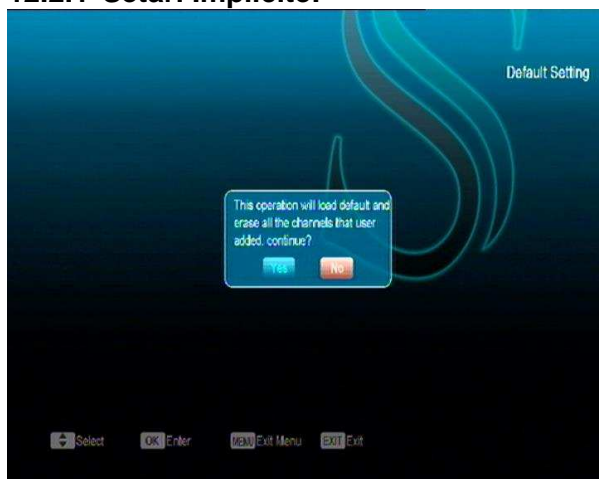 Default Setting
This operation will load default and
erase all the channels that user
added, continue?
Yes No
Select OK Enter MENU Exit Menu EXIT Exit